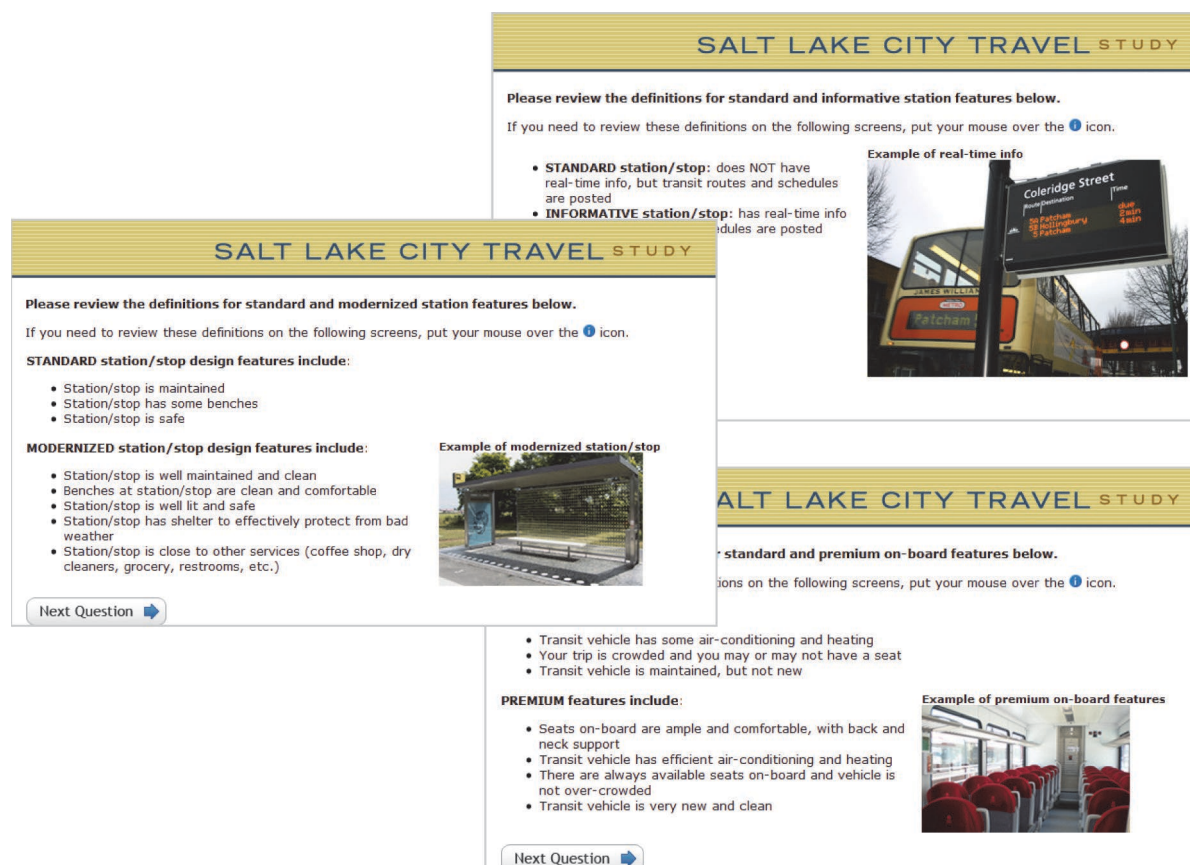 SALT LAKE CITY TRAVEL STUDY
Please review the definitions for standard and informative station features below.
If you need to review these definitions on the following screens, put your mouse over the i icon.
• STANDARD station/stop: does NOT have
real-time info, but transit routes and schedules
are posted
• INFORMATIVE station/stop: has real-time info
edules are posted
Example of real-time info
Coleridge Street
Route Destination Time
5A Patcham due
5B Hollingbury 2min
5 Patcham 4min
JAMES WILLIA
METRO
Patcham 5
SALT LAKE CITY TRAVEL STUDY
Please review the definitions for standard and modernized station features below.
If you need to review these definitions on the following screens, put your mouse over the i icon.
STANDARD station/stop design features include:
• Station/stop is maintained
• Station/stop has some benches
• Station/stop is safe
MODERNIZED station/stop design features include:
• Station/stop is well maintained and clean
• Benches at station/stop are clean and comfortable
• Station/stop is well lit and safe
• Station/stop has shelter to effectively protect from bad
weather
• Station/stop is close to other services (coffee shop, dry
cleaners, grocery, restrooms, etc.)
Example of modernized station/stop
Next Question
ALT LAKE CITY TRAVEL STUDY
standard and premium on-board features below.
ions on the following screens, put your mouse over the i icon.
• Transit vehicle has some air-conditioning and heating
• Your trip is crowded and you may or may not have a seat
• Transit vehicle is maintained, but not new
PREMIUM features include:
• Seats on-board are ample and comfortable, with back and
neck support
• Transit vehicle has efficient air-conditioning and heating
• There are always available seats on-board and vehicle is
not over-crowded
• Transit vehicle is very new and clean
Example of premium on-board features
Next Question